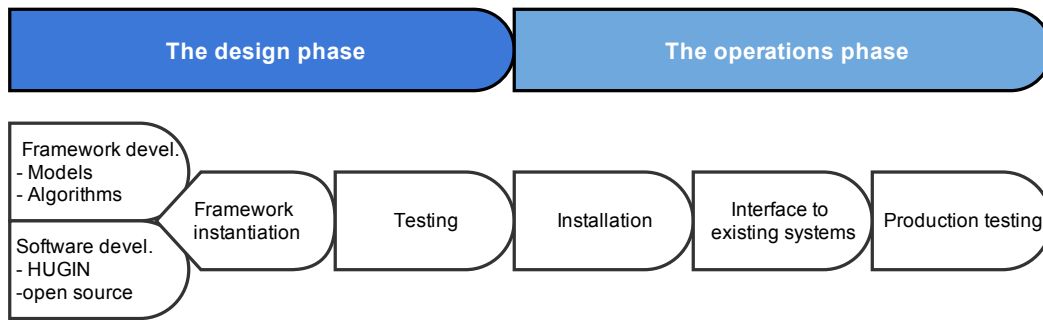 The design phase
The operations phase
Framework devel.
- Models
- Algorithms
Software devel.
- HUGIN
-open source
Framework
instantiation
Testing
Installation
Interface to
existing systems
Production testing